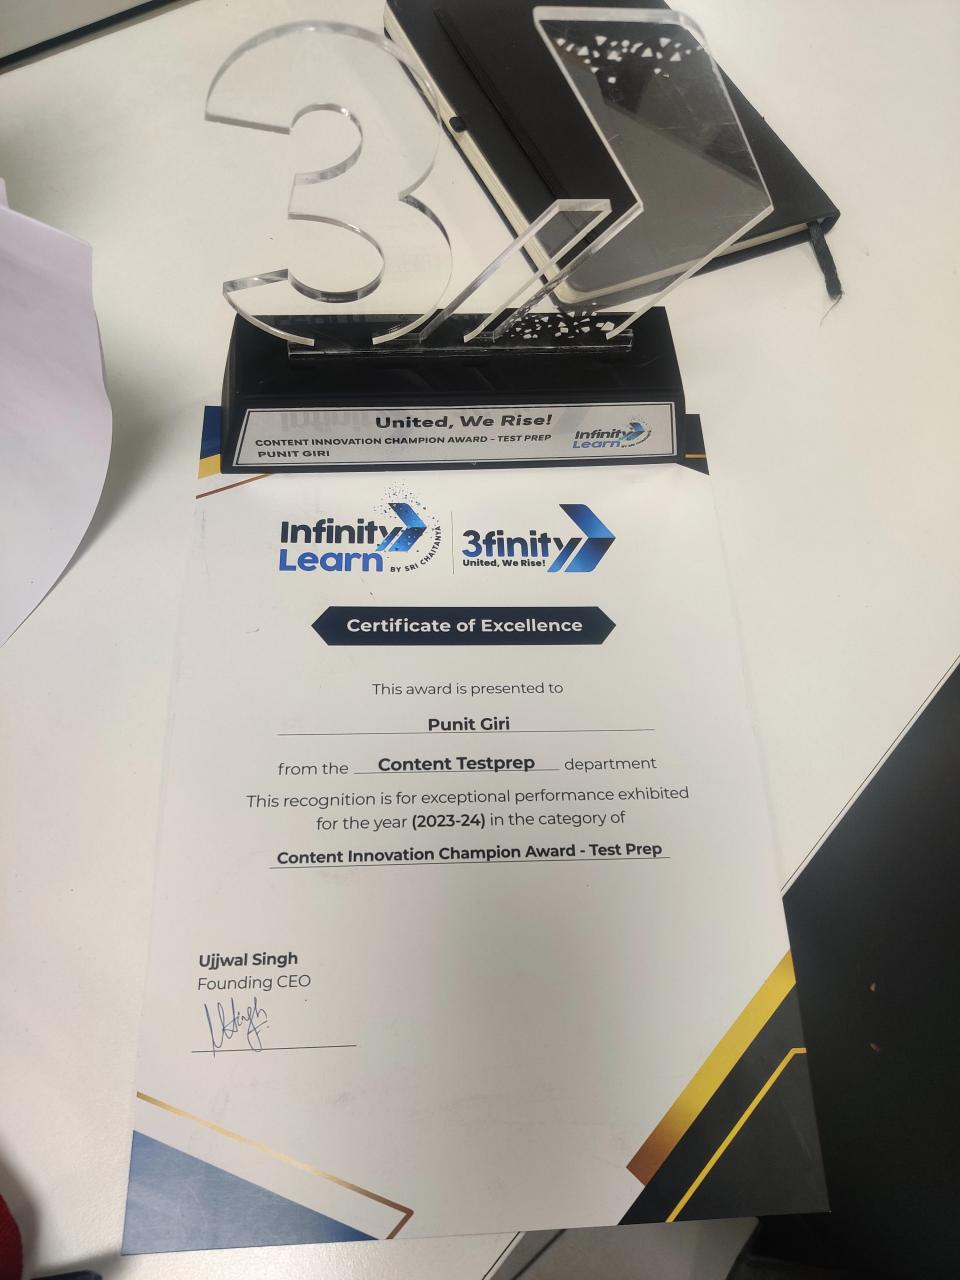 United, We Rise!
CONTENT INNOVATION CHAMPION AWARD - TEST PREP
PUNIT GIRI
Infinity
Learn
BY SRI CHAITANYA
Infinity
Learn
BY SRI CHAITANYA
3finity
United, We Rise!
Certificate of Excellence
This award is presented to
Punit Giri
from the Content Testprep department
This recognition is for exceptional performance exhibited
for the year (2023-24) in the category of
Content Innovation Champion Award - Test Prep
Ujjwal Singh
Founding CEO